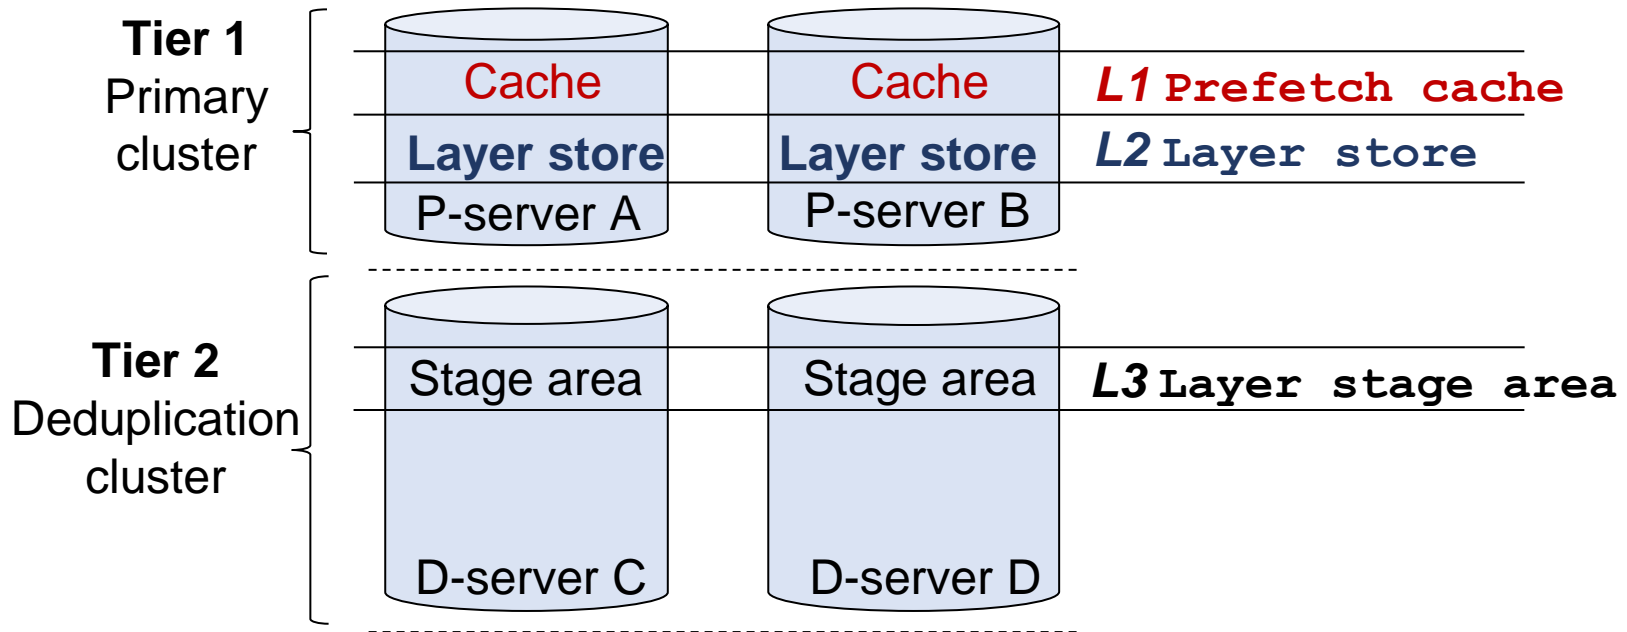 Tier 1
Primary
cluster
Cache
Cache
L1 Prefetch cache
Layer store
Layer store
L2 Layer store
P-server A
P-server B
Tier 2
Deduplication
cluster
Stage area
Stage area
L3 Layer stage area
D-server C
D-server D